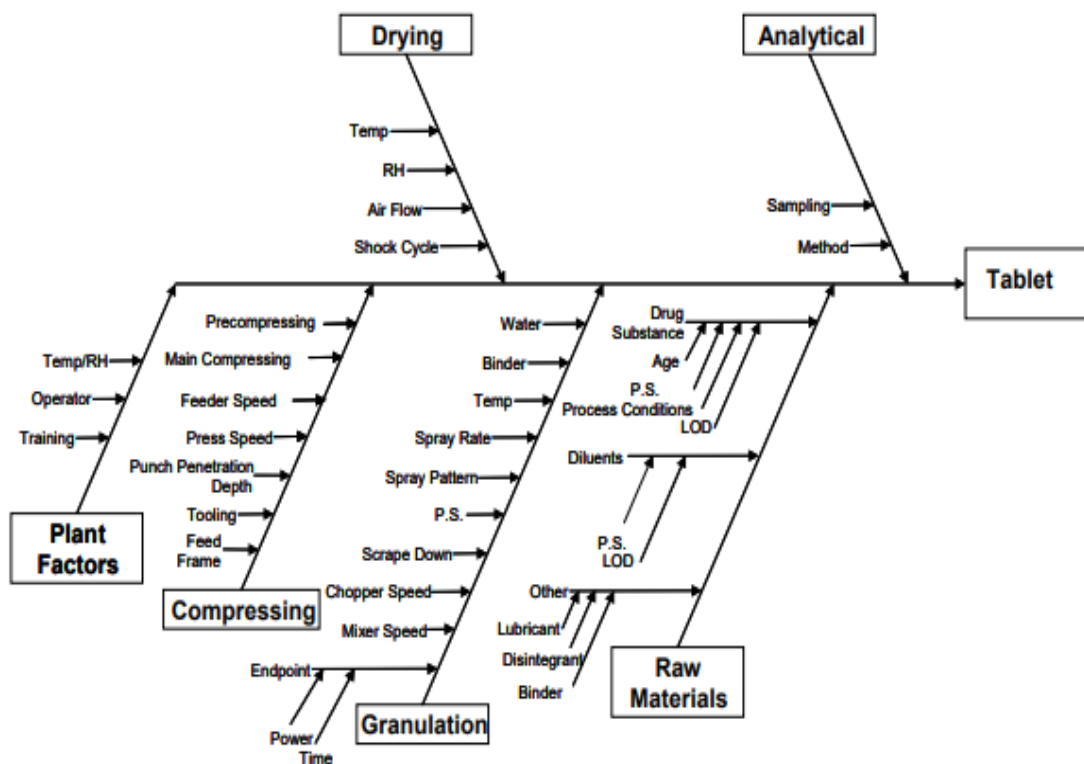 Drying
Analytical
Temp
RH
Air Flow
Shock Cycle
Sampling
Method
Tablet
Temp/RH
Operator
Training
Plant
Factors
Precompressing
Main Compressing
Feeder Speed
Press Speed
Punch Penetration
Depth
Tooling
Feed
Frame
Compressing
Water
Binder
Temp
Spray Rate
Spray Pattern
P.S.
Scrape Down
Chopper Speed
Mixer Speed
Endpoint
Power
Time
Granulation
Drug
Substance
Age
P.S.
Process Conditions
LOD
Diluents
P.S.
LOD
Other
Lubricant
Disintegrant
Binder
Raw
Materials